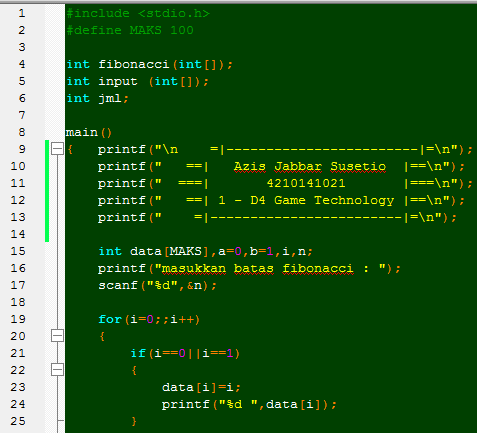 1 #include <stdio.h>
2 #define MAKS 100
3
4 int fibonacci(int[]);
5 int input (int[]);
6 int jml;
7
8 main()
9 {   printf("\n    =|------------------------|=\n");
10     printf("   ==|   Azis Jabbar Susetio  |==\n");
11     printf("  ===|       4210141021       |===\n");
12     printf("   ==| 1 - D4 Game Technology |==\n");
13     printf("    =|------------------------|=\n");
14
15     int data[MAKS],a=0,b=1,i,n;
16     printf("masukkan batas fibonacci : ");
17     scanf("%d",&n);
18
19     for(i=0;;i++)
20     {
21         if(i==0||i==1)
22         {
23             data[i]=i;
24             printf("%d ",data[i]);
25         }